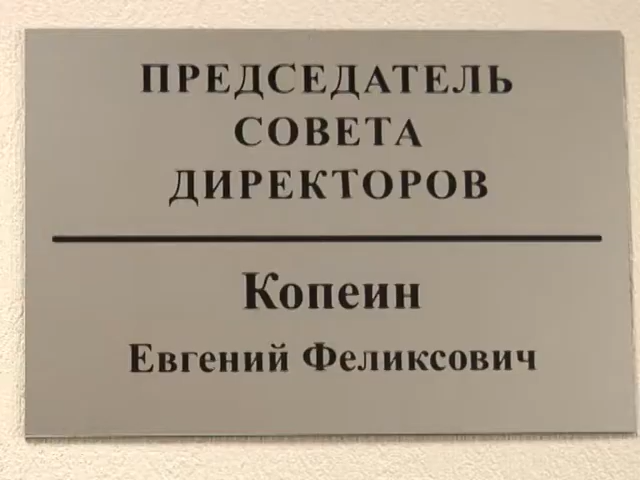 ПРЕДСЕДАТЕЛЬ
СОВЕТА
ДИРЕКТОРОВ
Копеин
Евгений Феликсович